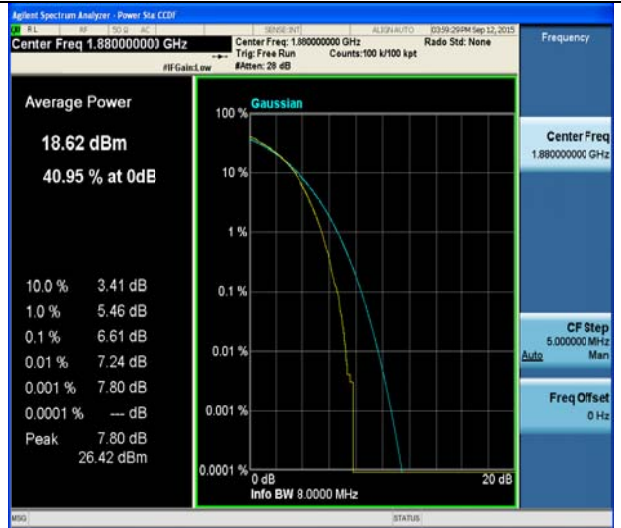 Agilent Spectrum Analyzer - Power Stat CCDF
RL RF 50 Ω AC SENSE:INT ALIGN AUTO 03:59:29 PM Sep 12, 2015
Center Freq 1.880000000 GHz
Center Freq: 1.880000000 GHz Radio Std: None
Trig: Free Run Counts:100 k/100 kpt
#IFGain:Low #Atten: 28 dB
Frequency
Average Power
18.62 dBm
40.95 % at 0dB
10.0 % 3.41 dB
1.0 % 5.46 dB
0.1 % 6.61 dB
0.01 % 7.24 dB
0.001 % 7.80 dB
0.0001 % --- dB
Peak 7.80 dB
26.42 dBm
Gaussian
100 %
10 %
1 %
0.1 %
0.01 %
0.001 %
0.0001 %
0 dB 20 dB
Info BW 8.0000 MHz
Center Freq
1.880000000 GHz
CF Step
5.000000 MHz
Auto Man
Freq Offset
0 Hz
MSG STATUS